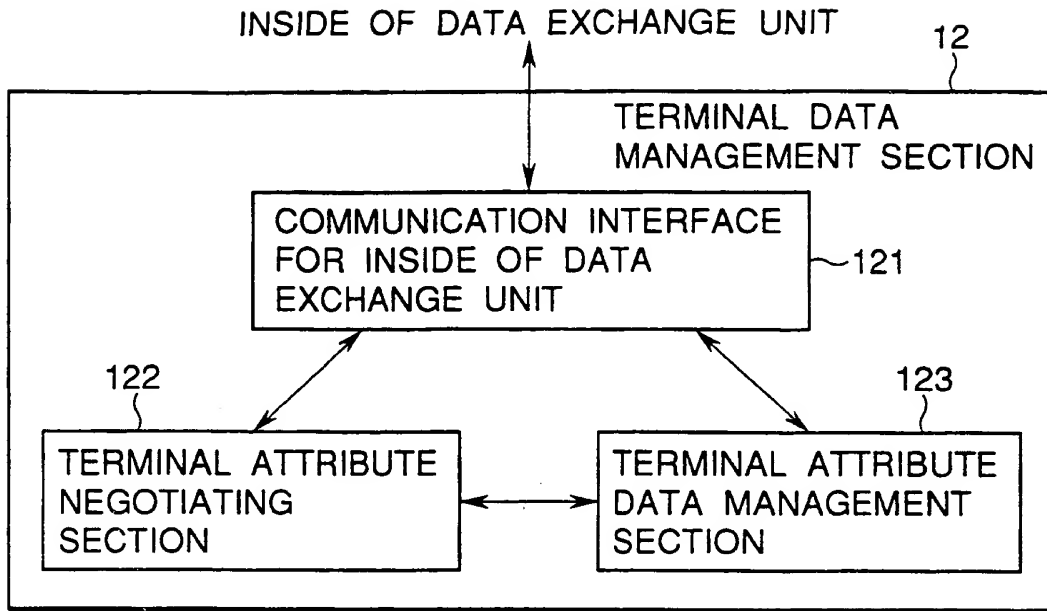 INSIDE OF DATA EXCHANGE UNIT
12
TERMINAL DATA
MANAGEMENT SECTION
COMMUNICATION INTERFACE
FOR INSIDE OF DATA
EXCHANGE UNIT
121
122
123
TERMINAL ATTRIBUTE
NEGOTIATING
SECTION
TERMINAL ATTRIBUTE
DATA MANAGEMENT
SECTION